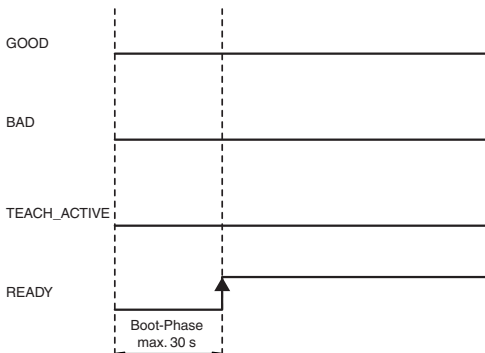 GOOD
BAD
TEACH_ACTIVE
READY
Boot-Phase
max. 30 s